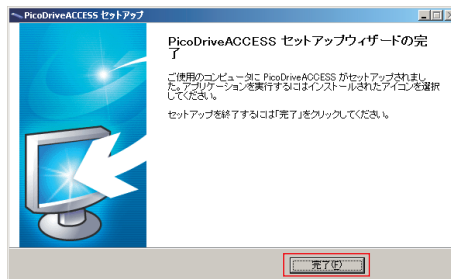 PicoDriveACCESS セットアップ
PicoDriveACCESS セットアップウィザードの完
了
ご使用のコンピュータに PicoDriveACCESS がセットアップされまし
た。アプリケーションを実行するにはインストールされたアイコンを選択
してください。
セットアップを終了するには「完了」をクリックしてください。
完了(F)